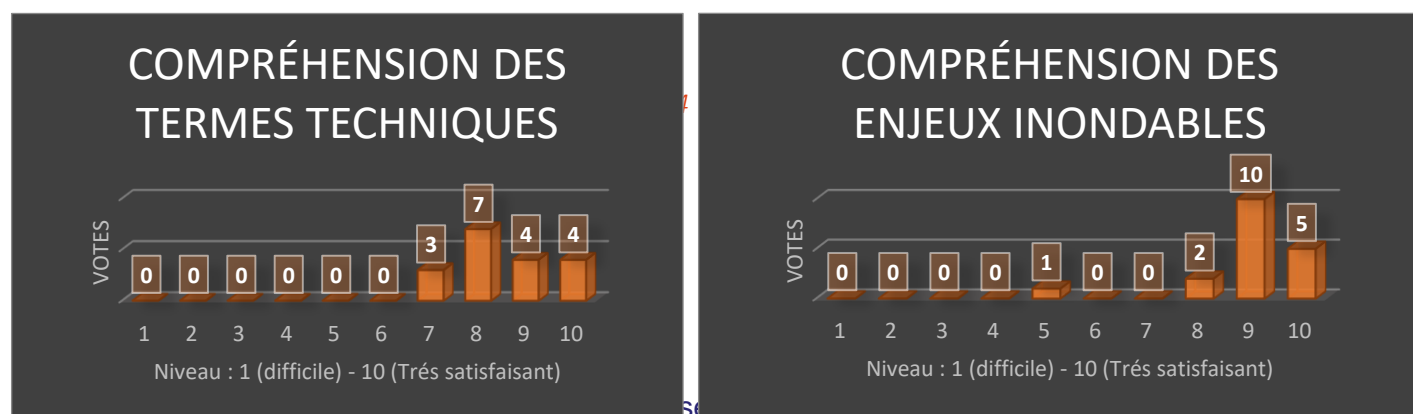 COMPRÉHENSION DES
TERMES TECHNIQUES
VOTES
0 0 0 0 0 0 3 7 4 4
1 2 3 4 5 6 7 8 9 10
Niveau : 1 (difficile) - 10 (Trés satisfaisant)
COMPRÉHENSION DES
ENJEUX INONDABLES
VOTES
0 0 0 0 1 0 0 2 10 5
1 2 3 4 5 6 7 8 9 10
Niveau : 1 (difficile) - 10 (Trés satisfaisant)